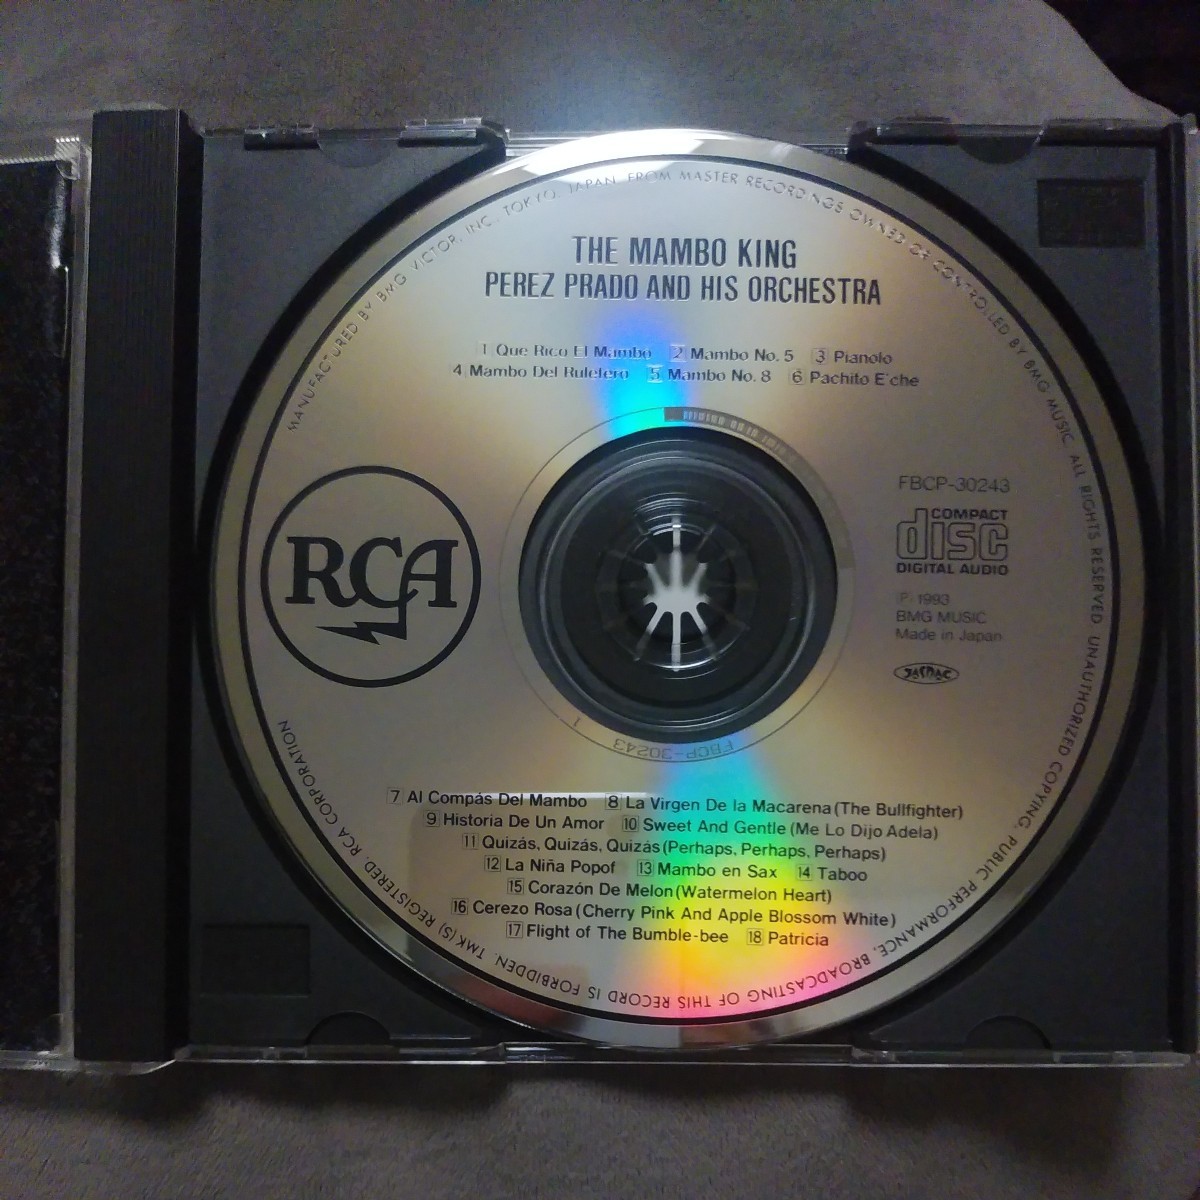 MANUFACTURED BY BMG VICTOR, INC., TOKYO, JAPAN. FROM MASTER RECORDINGS OWNED OR CONTROLLED BY BMG MUSIC. ALL RIGHTS RESERVED. UNAUTHORIZED COPYING, PUBLIC PERFORMANCE, BROADCASTING OF THIS RECORD IS FORBIDDEN. TMK(S) REGISTERED. RCA CORPORATION
THE MAMBO KING
PEREZ PRADO AND HIS ORCHESTRA
1 Que Rico El Mambo 2 Mambo No. 5 3 Pianolo
4 Mambo Del Ruletero 5 Mambo No. 8 6 Pachito E'che
RCA
FBCP-30243
COMPACT
disc
DIGITAL AUDIO
(P) 1993
BMG MUSIC
Made in Japan
JASRAC
FBCP-30243 1
7 Al Compás Del Mambo 8 La Virgen De la Macarena (The Bullfighter)
9 Historia De Un Amor 10 Sweet And Gentle (Me Lo Dijo Adela)
11 Quizás, Quizás, Quizás (Perhaps, Perhaps, Perhaps)
12 La Niña Popof 13 Mambo en Sax 14 Taboo
15 Corazón De Melon (Watermelon Heart)
16 Cerezo Rosa (Cherry Pink And Apple Blossom White)
17 Flight of The Bumble-bee 18 Patricia